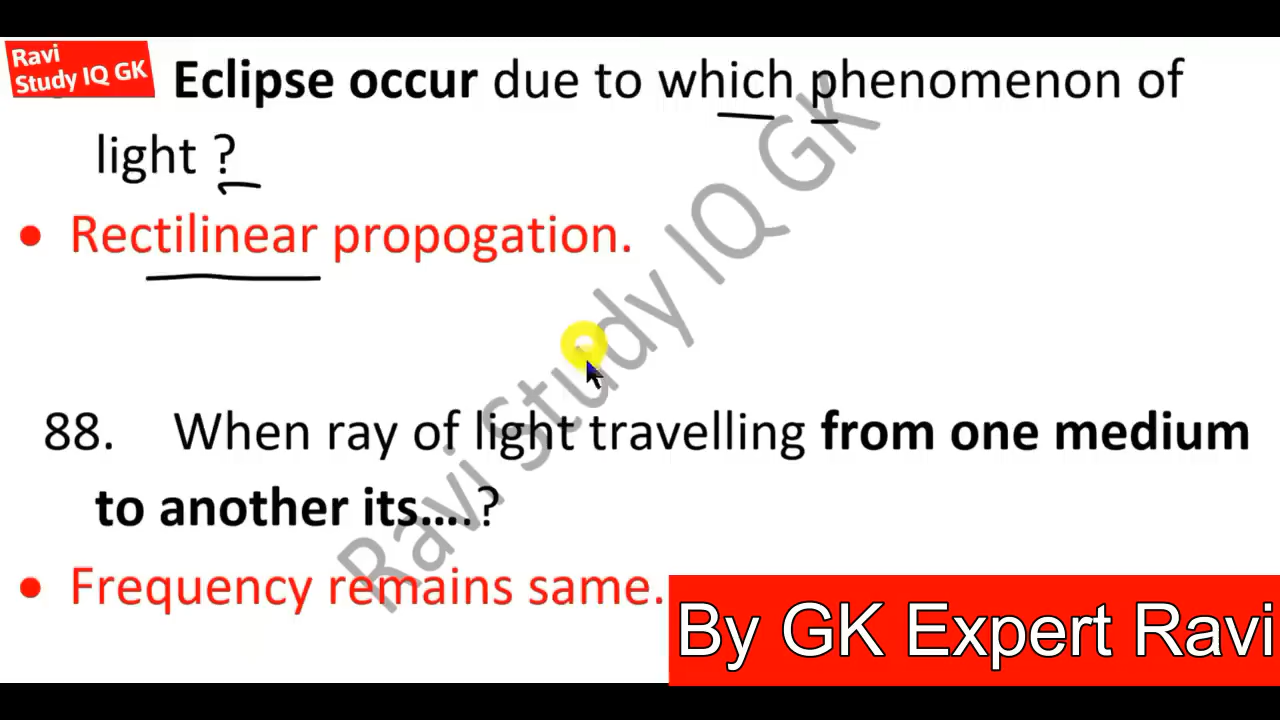 Ravi
Study IQ GK
Eclipse occur due to which phenomenon of
light ?
• Rectilinear propogation.
88. When ray of light travelling from one medium
to another its….?
• Frequency remains same.
Ravi Study IQ GK
By GK Expert Ravi